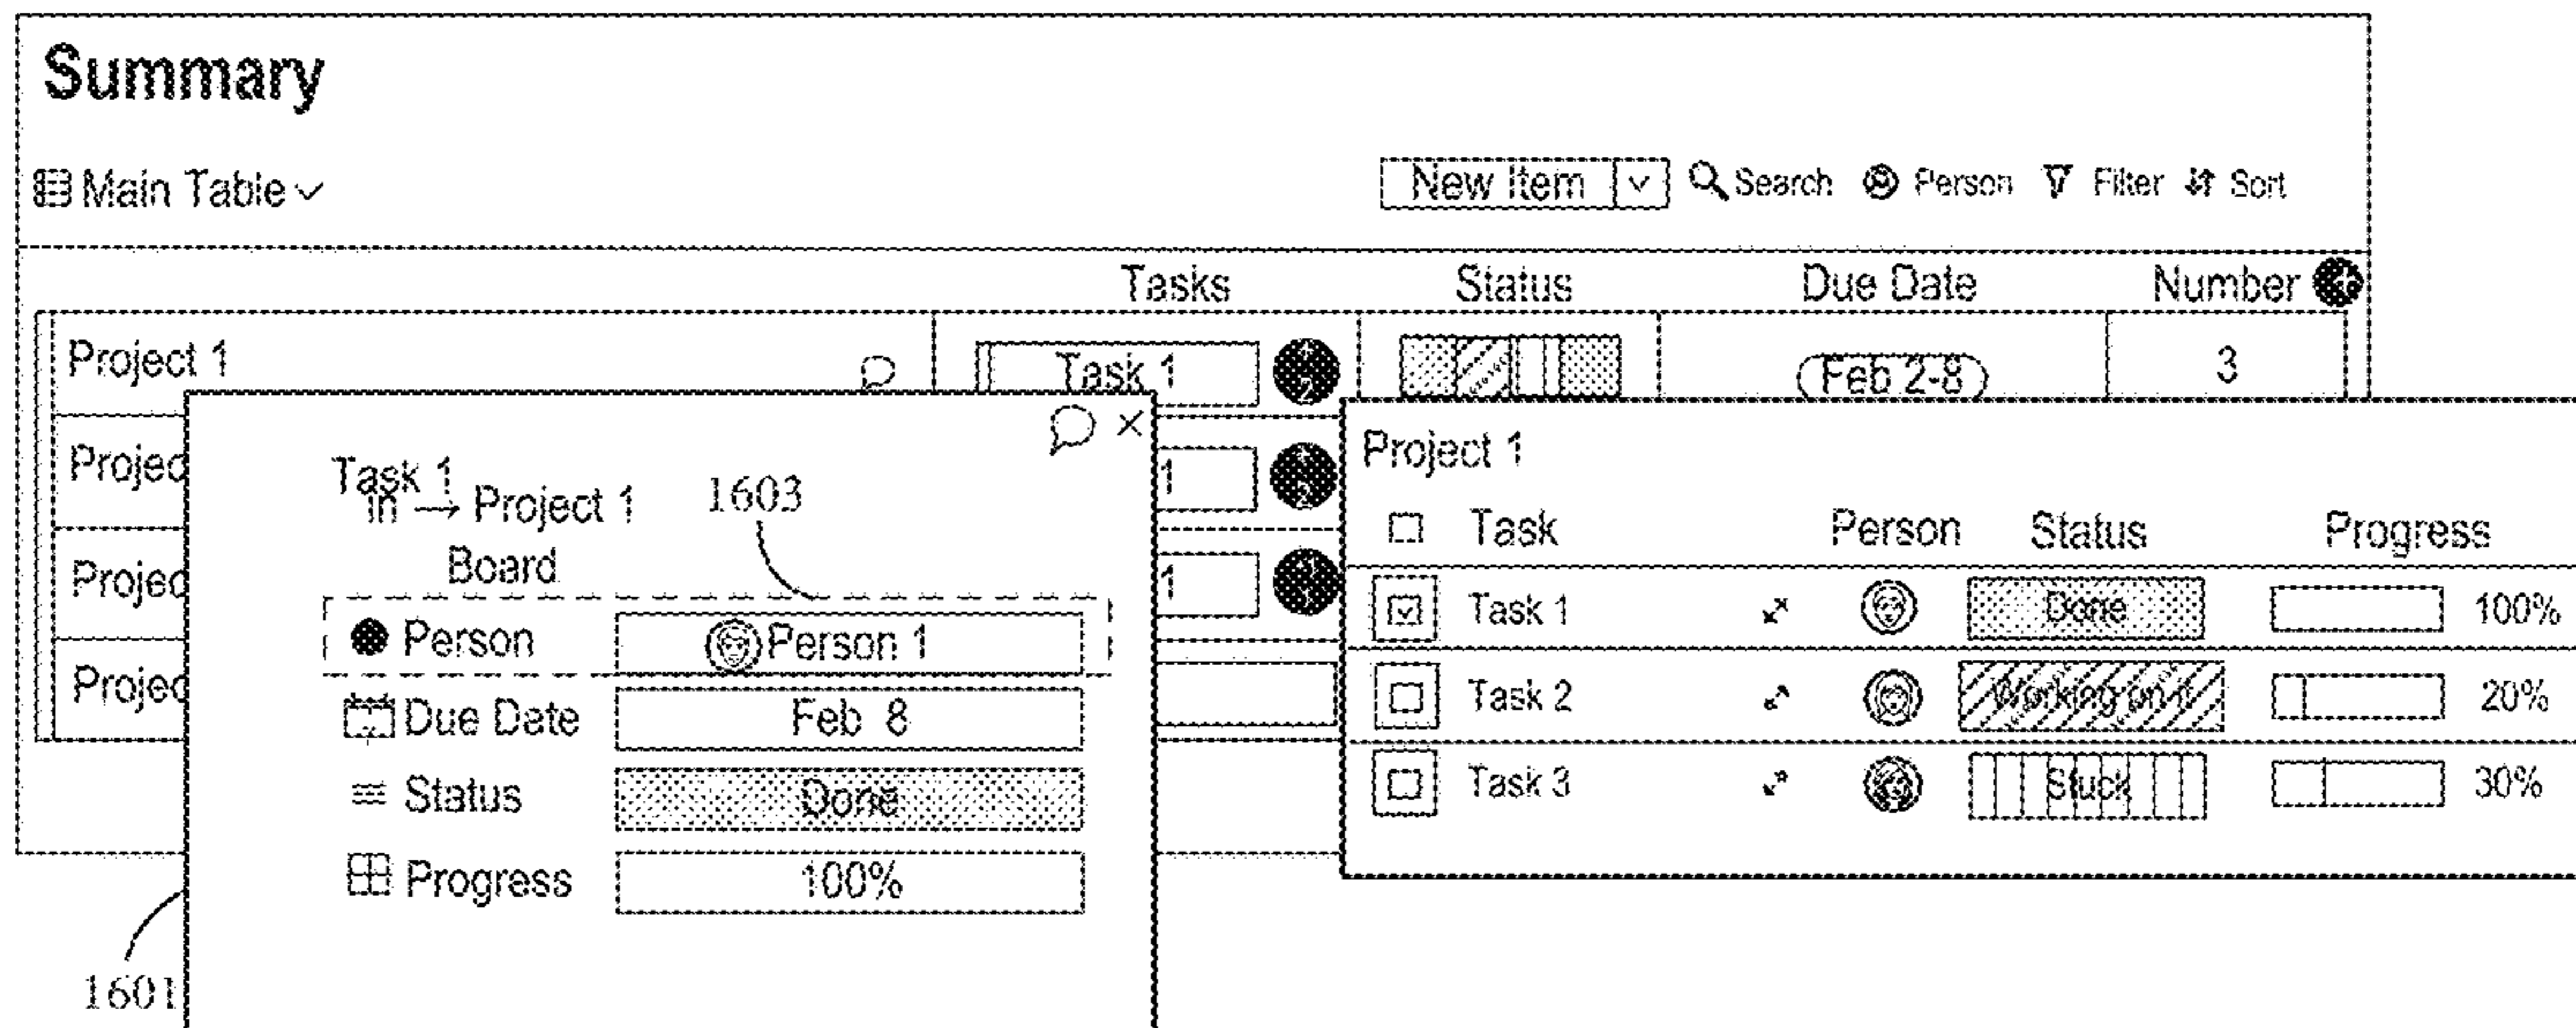 Summary
Main Table
New Item Search Person Filter Sort
Tasks Status Due Date Number
Project 1 Task 1 Feb 2-8 3
Projec 1
Projec 1
Projec
Task 1
in → Project 1
Board
1603
Person Person 1
Due Date Feb 8
Status Done
Progress 100%
1601
Project 1
Task Person Status Progress
Task 1 Done 100%
Task 2 Working on it 20%
Task 3 Stuck 30%